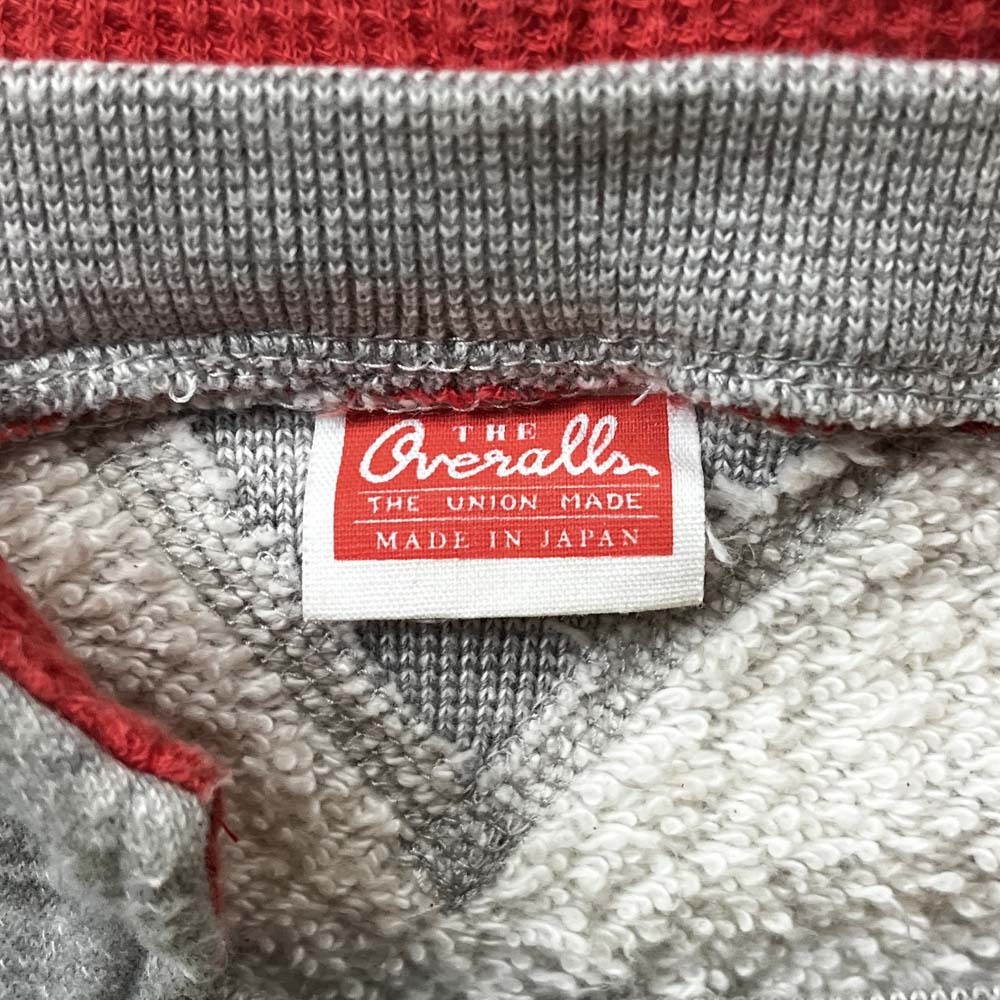 THE
Overalls
THE UNION MADE
MADE IN JAPAN